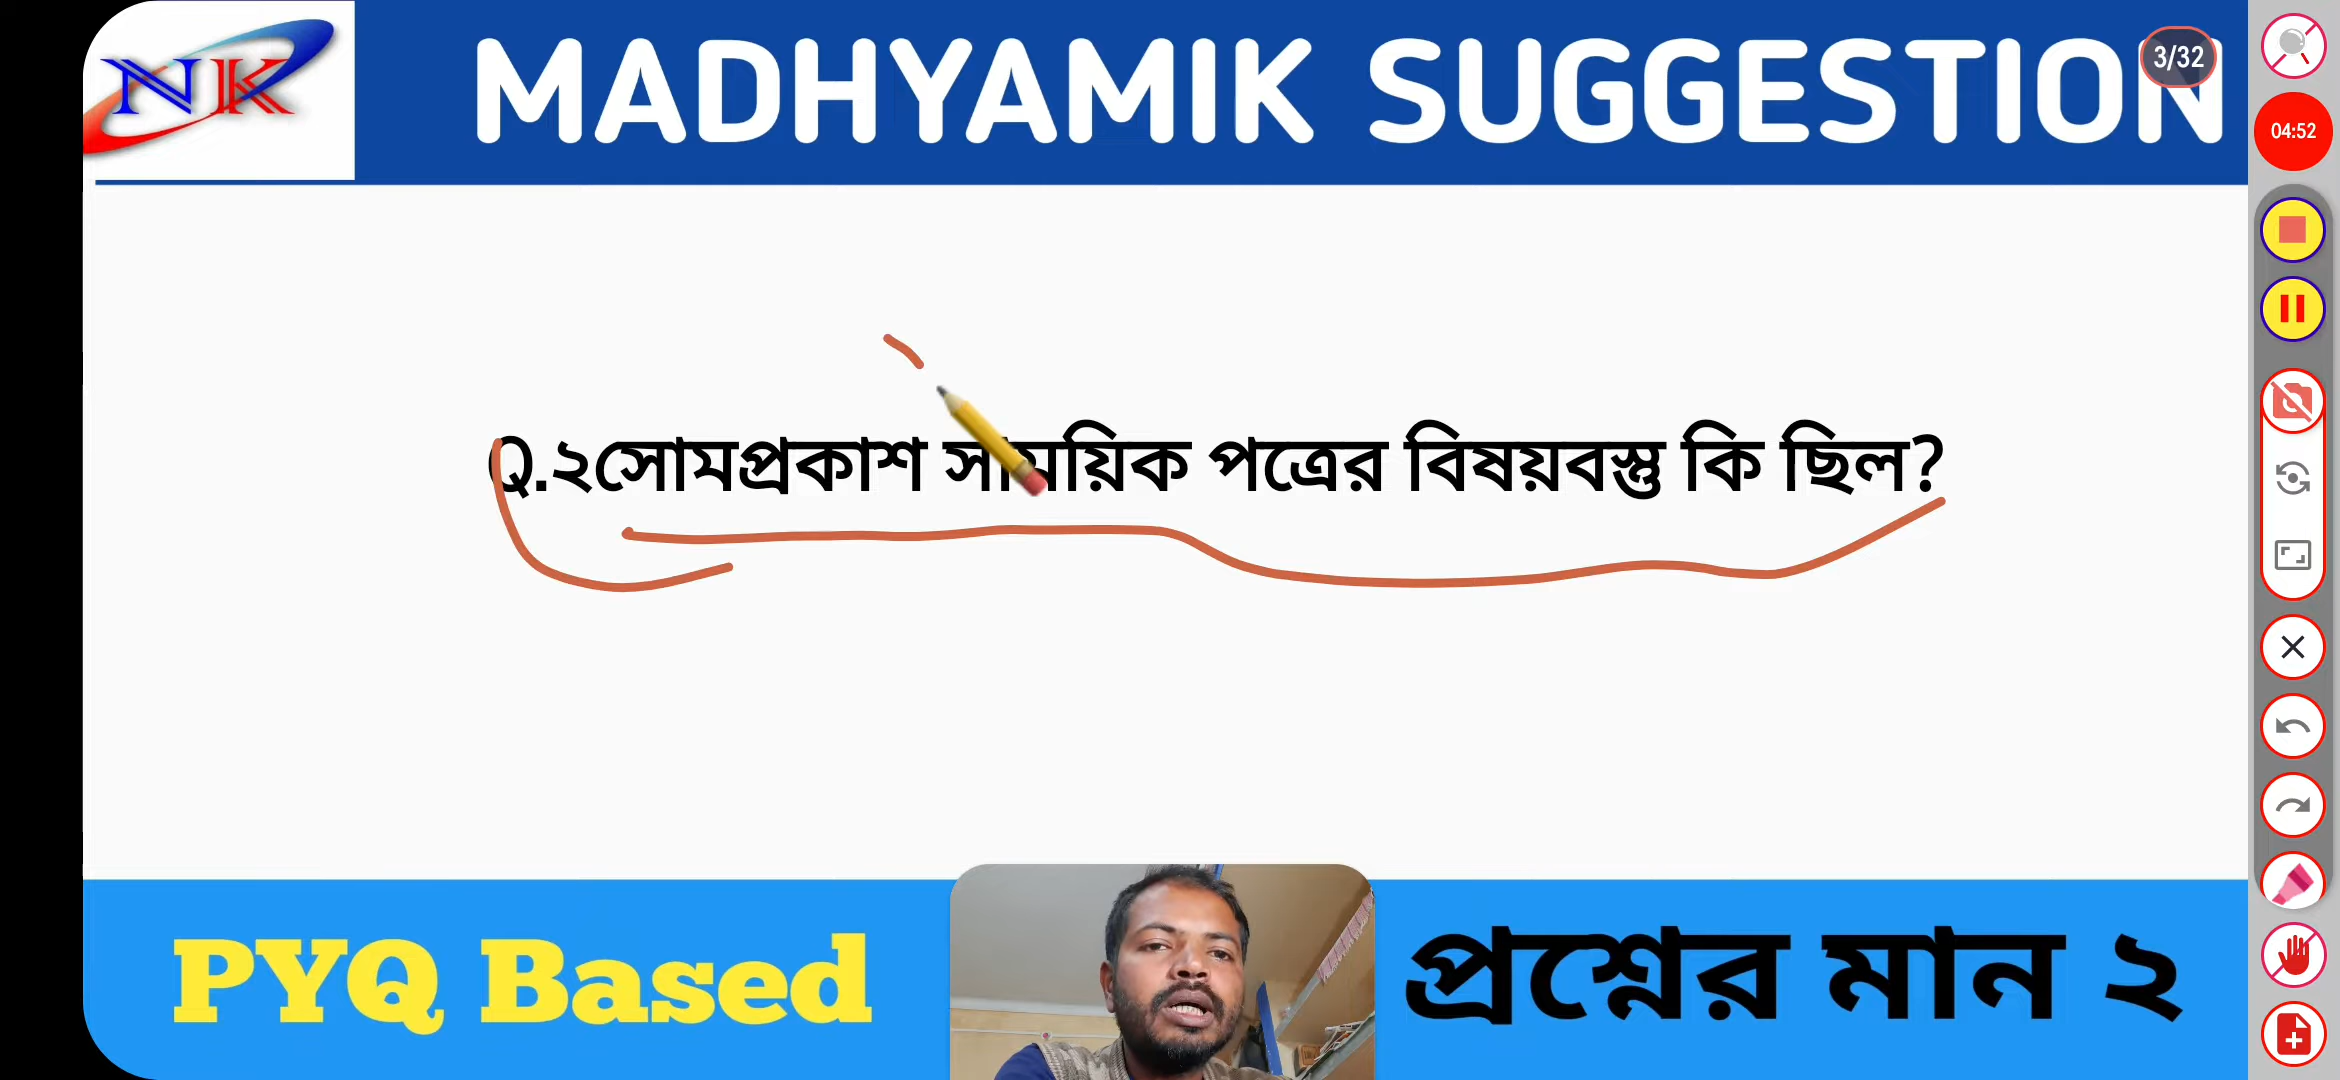 NK
MADHYAMIK SUGGESTION
3/32
04:52
Q.২সোমপ্রকাশ সাময়িক পত্রের বিষয়বস্তু কি ছিল?
PYQ Based
প্রশ্নের মান ২